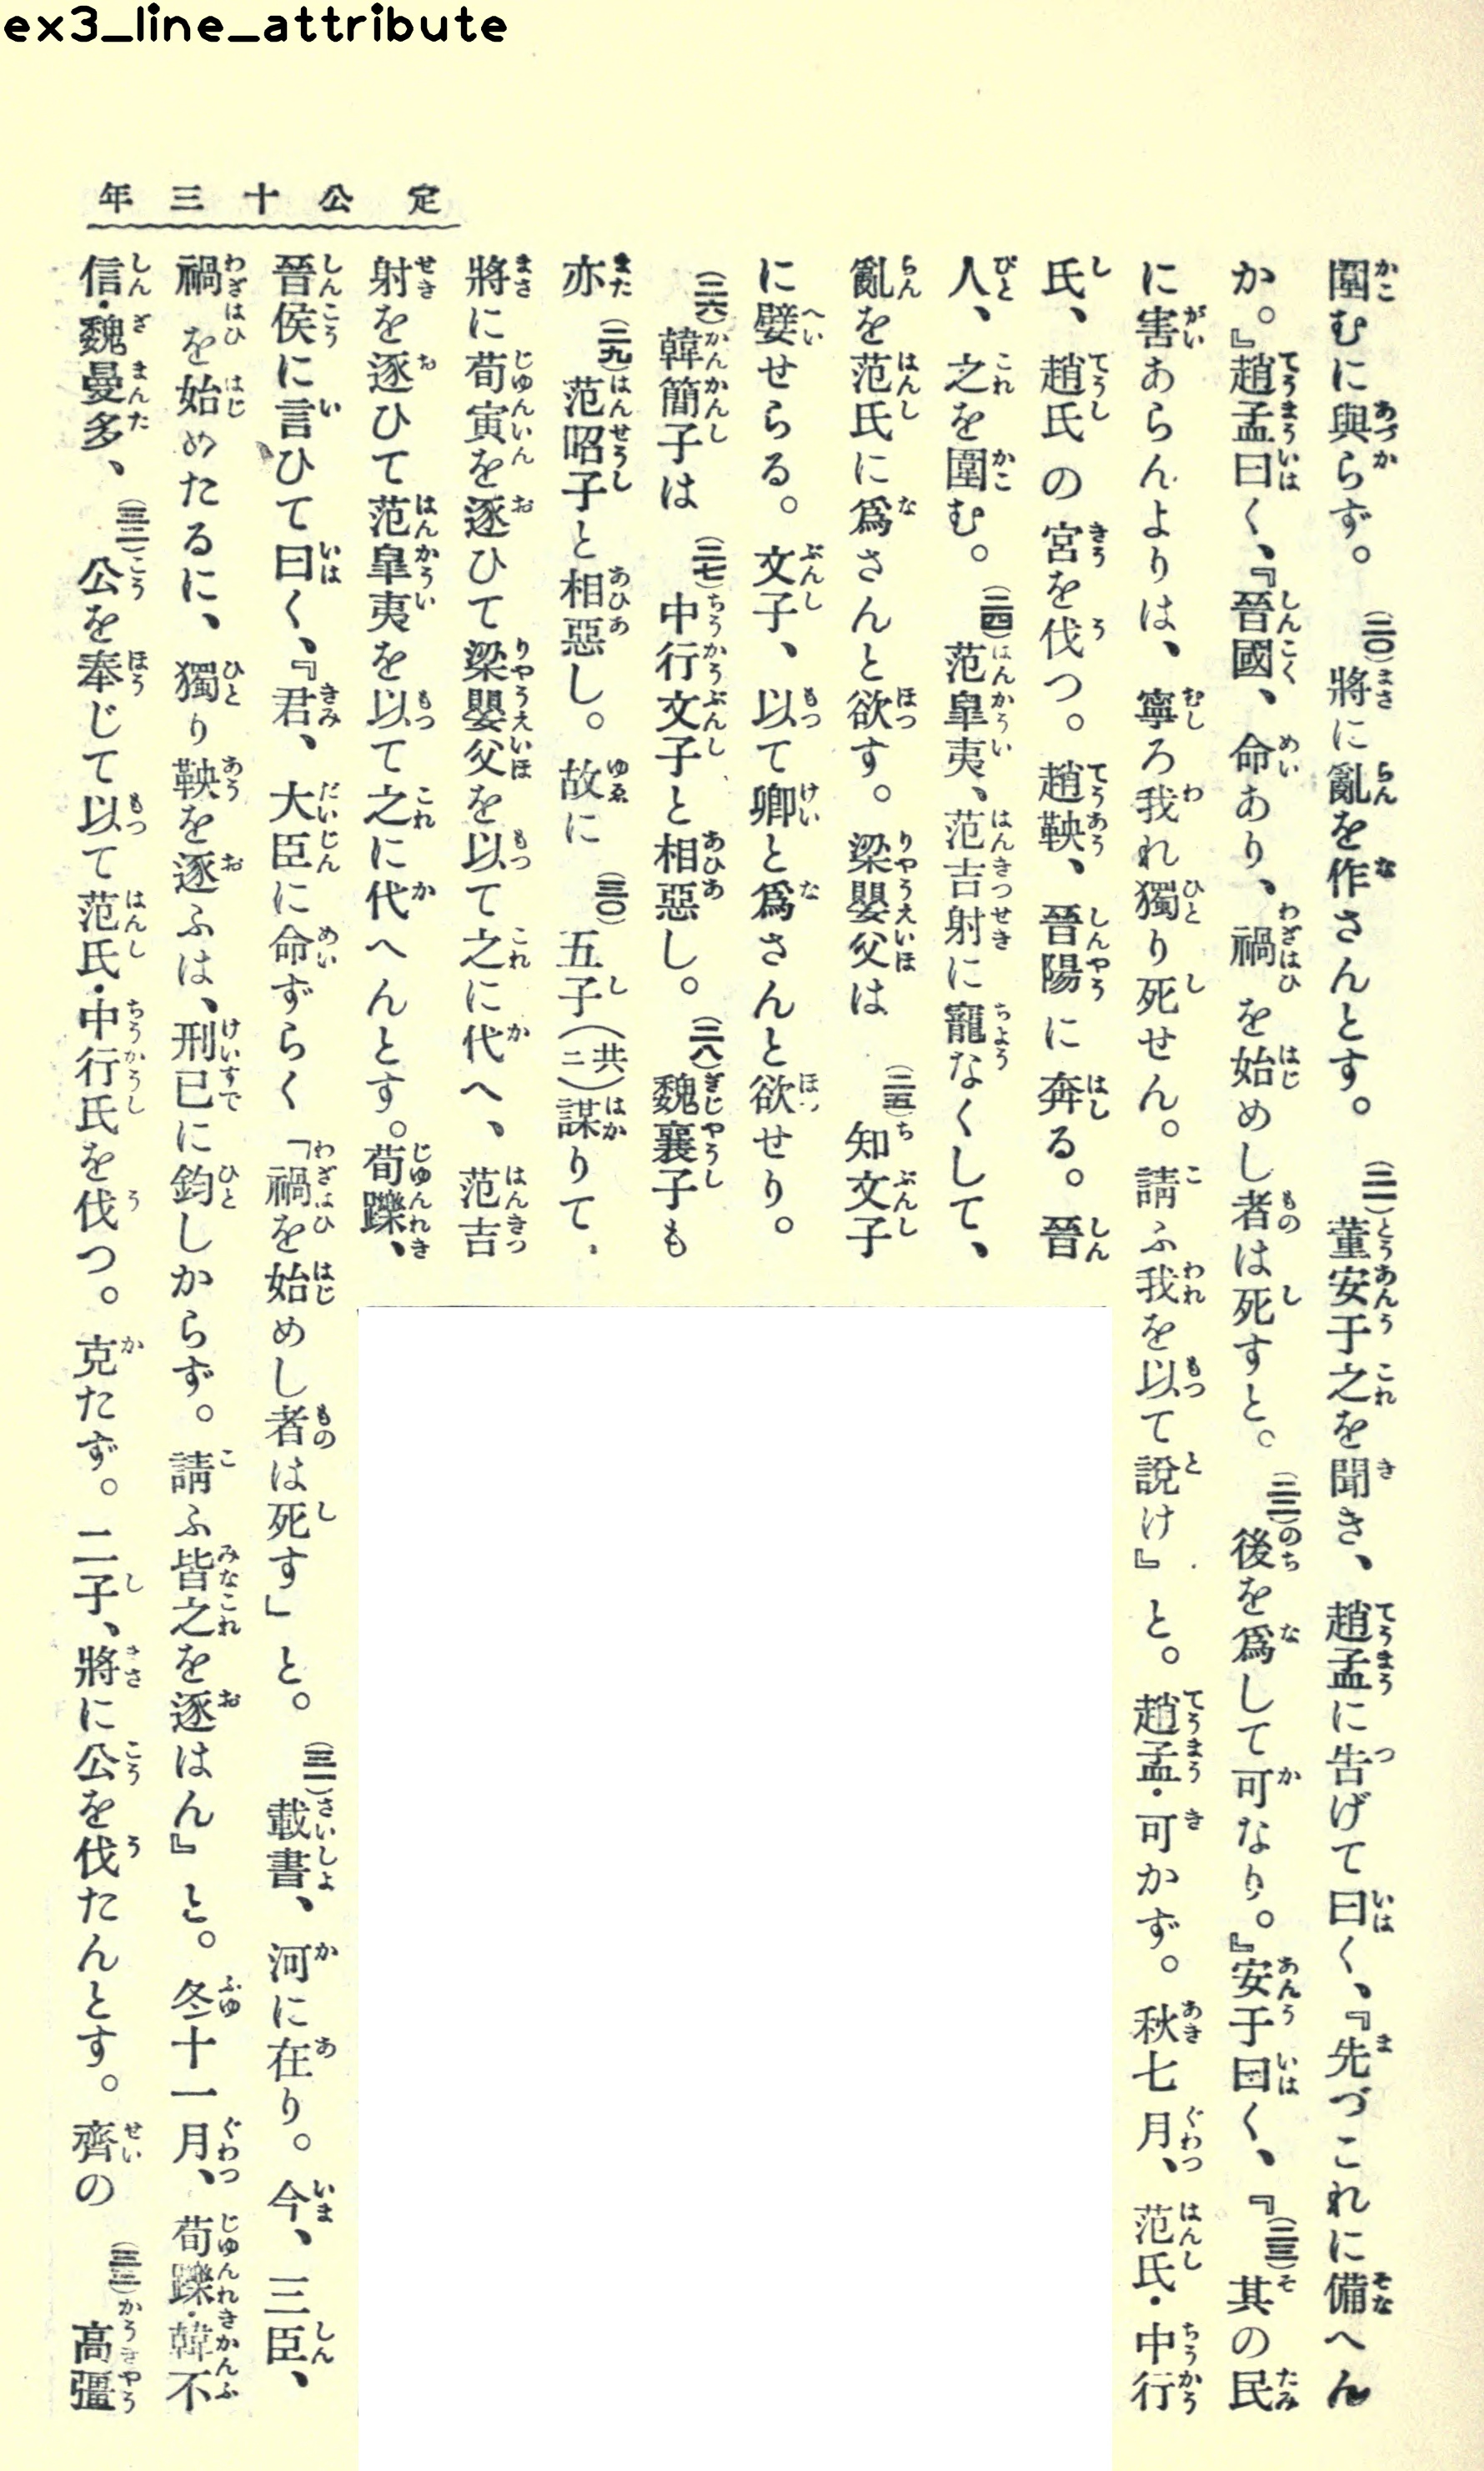 ex3_line_attribute
定公十三年
圍むに與らず。(二〇)將に亂を作さんとす。(二一)董安于之を聞き、趙孟に告げて曰く、『先づこれに備へん
か。』趙孟曰く、『晉國、命あり、禍を始めし者は死すと。(二二)後を爲して可なり。』安于曰く、『(二三)其の民
に害あらんよりは、寧ろ我れ獨り死せん。請ふ我を以て說け』と。趙孟・可かず。秋七月、范氏・中行
氏、趙氏の宮を伐つ。趙鞅、晉陽に奔る。晉
人、之を圍む。(二四)范皐夷、范吉射に寵なくして、
亂を范氏に爲さんと欲す。梁嬰父は(二五)知文子
に嬖せらる。文子、以て卿と爲さんと欲せり。
(二六)韓簡子は(二七)中行文子と相惡し。(二八)魏襄子も
亦(二九)范昭子と相惡し。故に(三〇)五子(共二)謀りて、
將に荀寅を逐ひて梁嬰父を以て之に代へ、范吉
射を逐ひて范皐夷を以て之に代へんとす。荀躒、
晉侯に言ひて曰く、『君、大臣に命ずらく「禍を始めし者は死す」と。(三一)載書、河に在り。今、三臣、
禍を始めたるに、獨り鞅を逐ふは、刑已に鈞しからず。請ふ皆之を逐はん』と。冬十一月、荀躒・韓不
信・魏曼多、(三二)公を奉じて以て范氏・中行氏を伐つ。克たず。二子、將に公を伐たんとす。齊の(三三)高彊